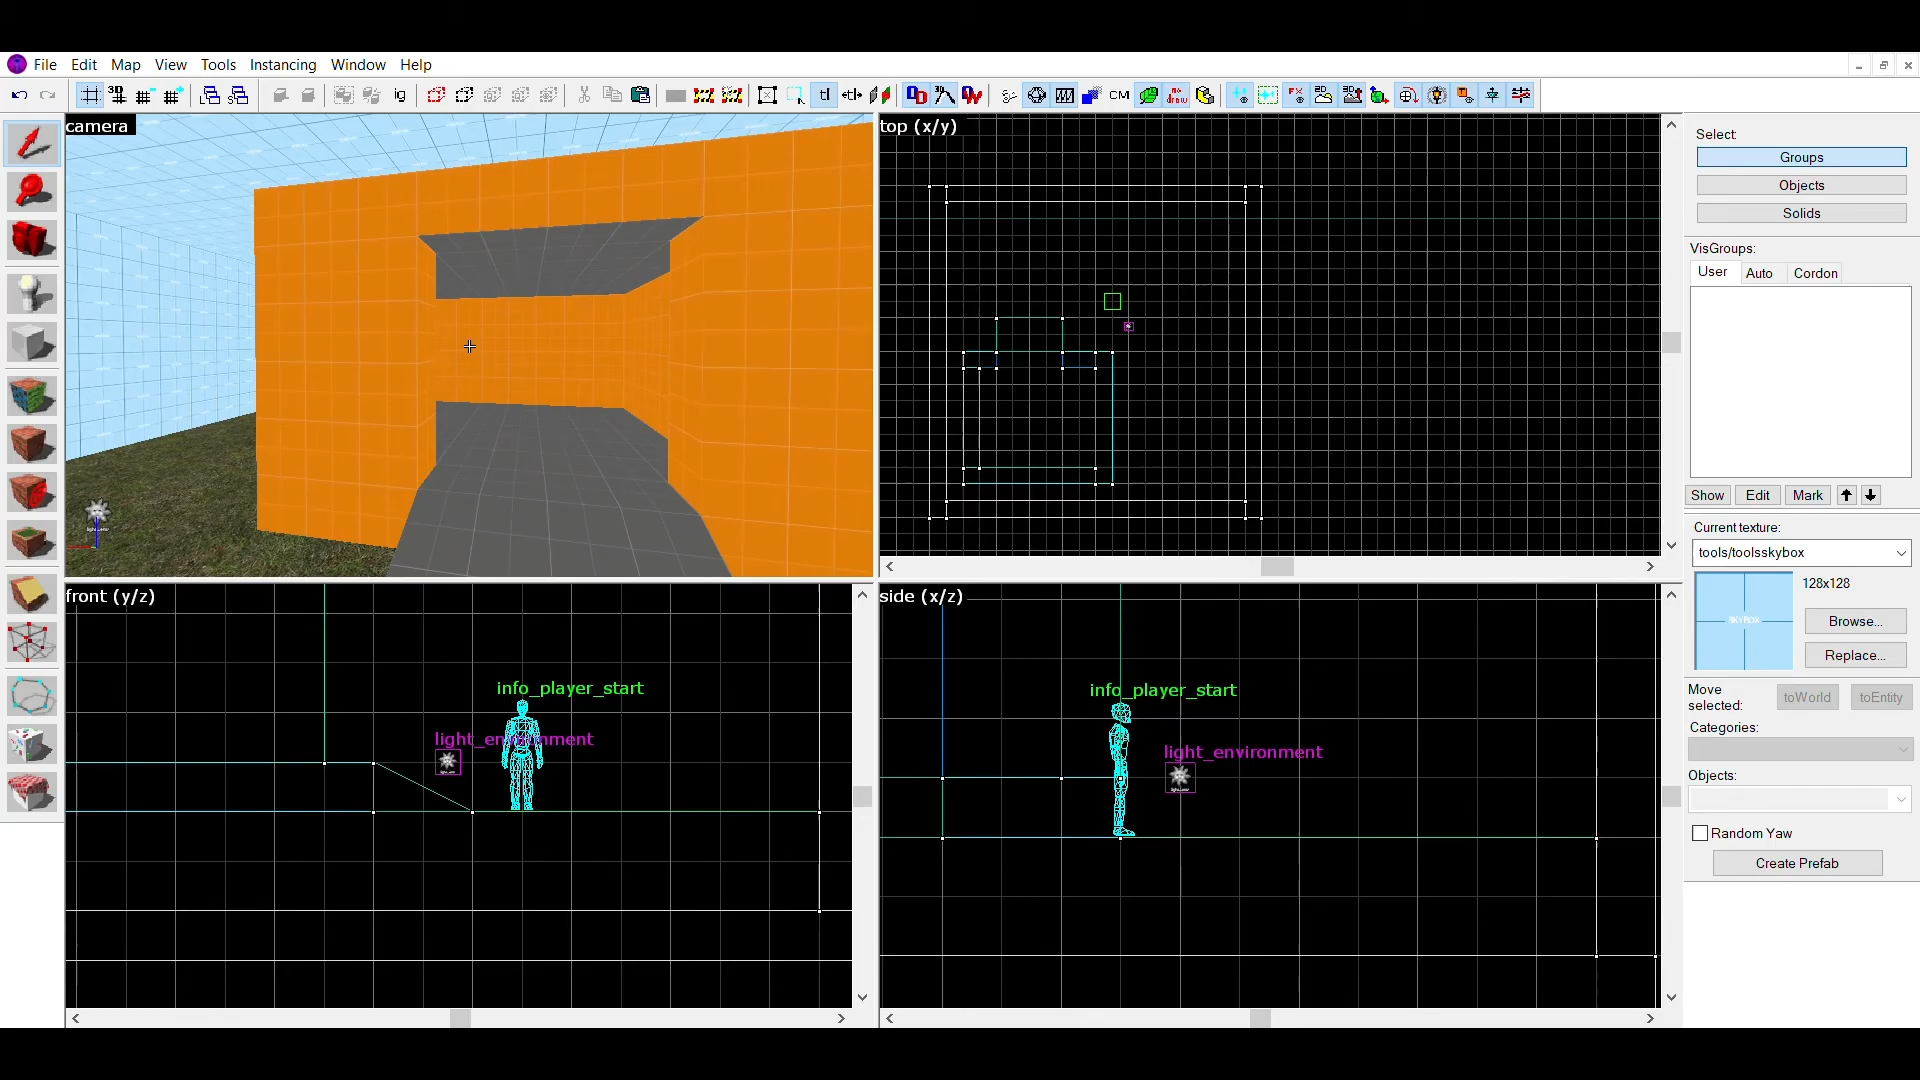 File Edit Map View Tools Instancing Window Help
camera
top (x/y)
front (y/z)
info_player_start
side (x/z)
info_player_start
light_environment
Select:
Groups
Objects
Solids
VisGroups:
User Auto Cordon
Show Edit Mark
Current texture:
tools/toolsskybox
128x128
SKYBOX
Browse...
Replace...
Move selected:
toWorld toEntity
Categories:
Objects:
Random Yaw
Create Prefab